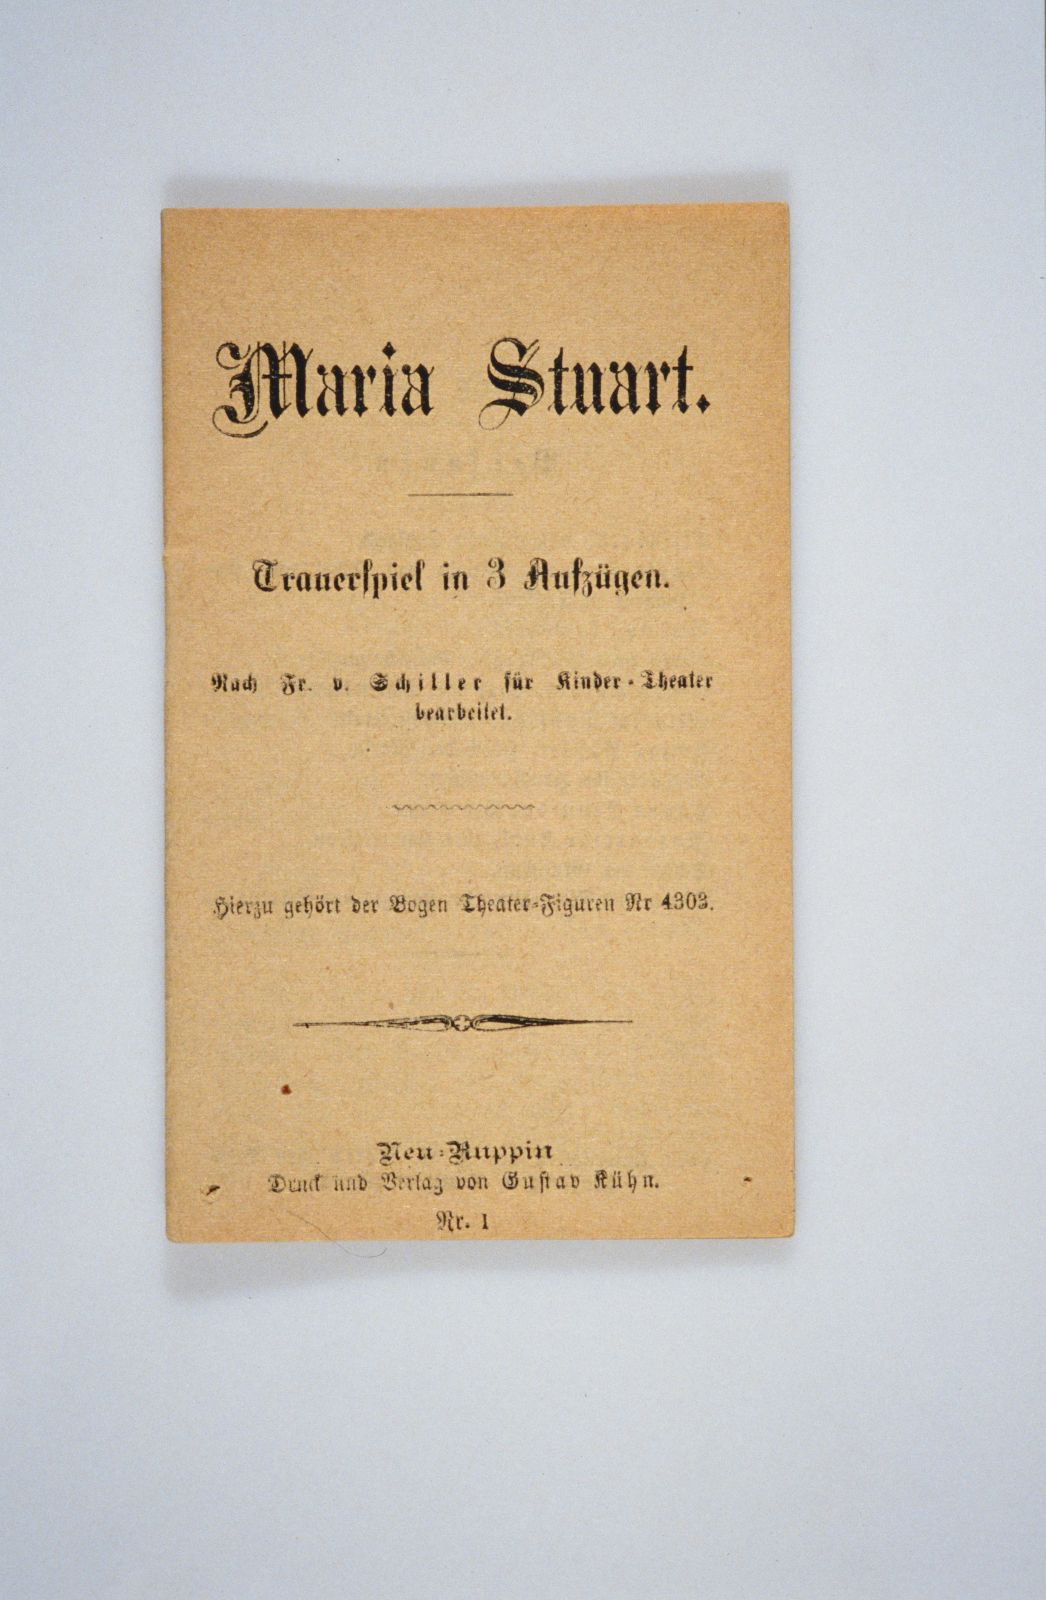 Maria Stuart.
Trauerſpiel in 3 Aufzügen.
Nach Fr. v. Schiller für Kinder-Theater
bearbeitet.
Hierzu gehört der Bogen Theater-Figuren Nr 4303.
Neu-Ruppin
Druck und Verlag von Guſtav Kühn.
Nr. 1